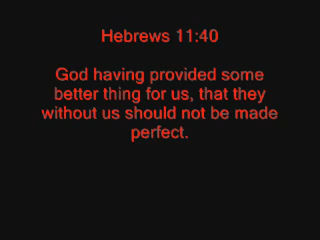 Hebrews 11:40
God having provided some
better thing for us, that they
without us should not be made
perfect.